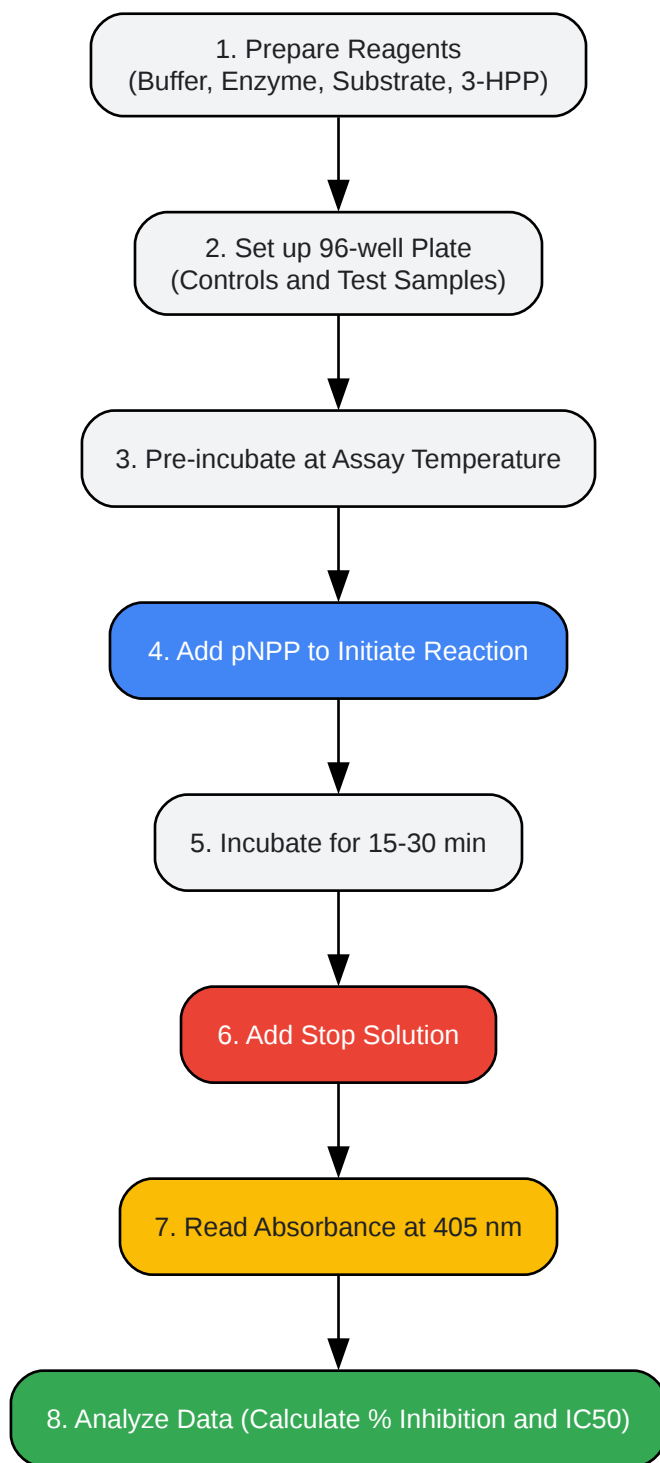 1. Prepare Reagents
(Buffer, Enzyme, Substrate, 3-HPP)
2. Set up 96-well Plate
(Controls and Test Samples)
3. Pre-incubate at Assay Temperature
4. Add pNPP to Initiate Reaction
5. Incubate for 15-30 min
6. Add Stop Solution
7. Read Absorbance at 405 nm
8. Analyze Data (Calculate % Inhibition and IC50)